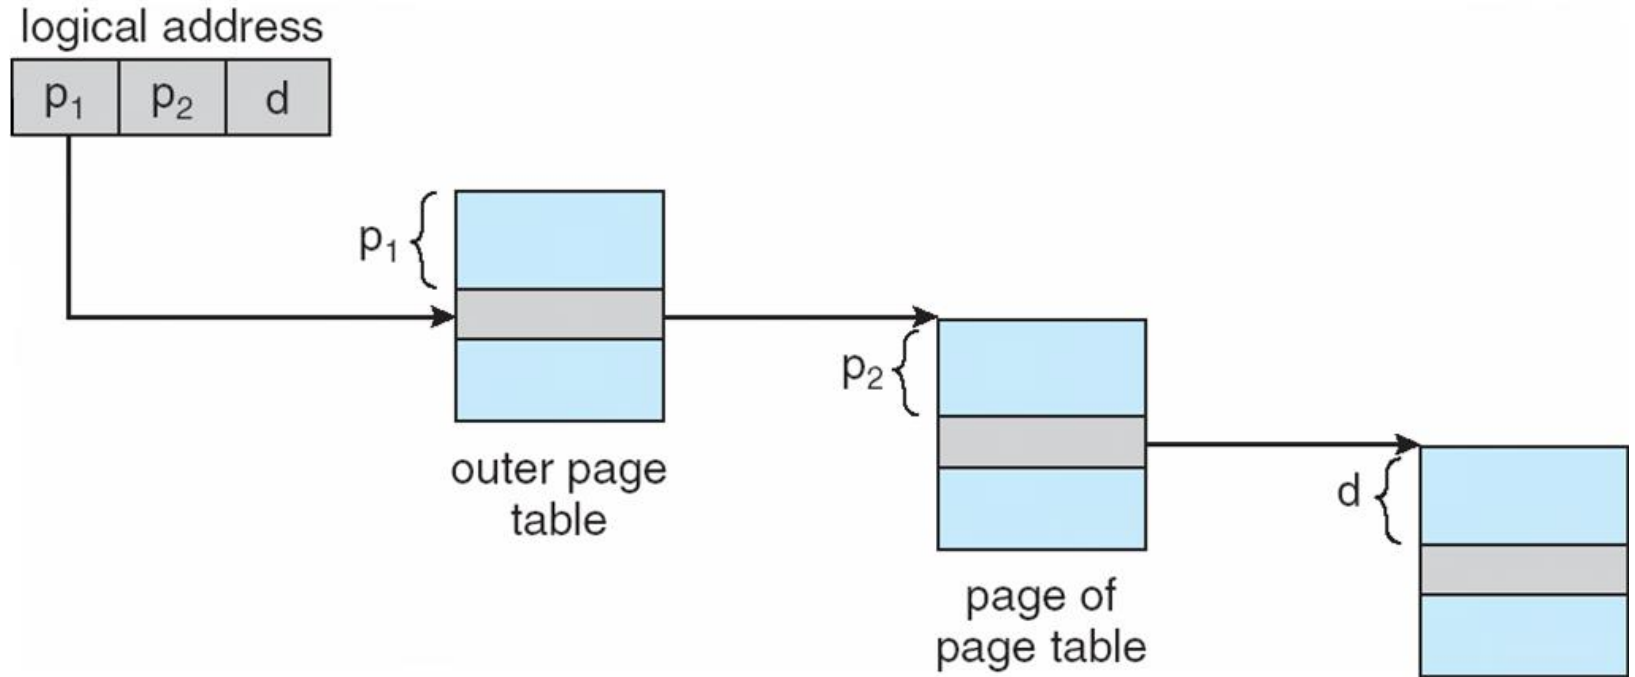 logical address
p₁ p₂ d
p₁
outer page
table
p₂
page of
page table
d